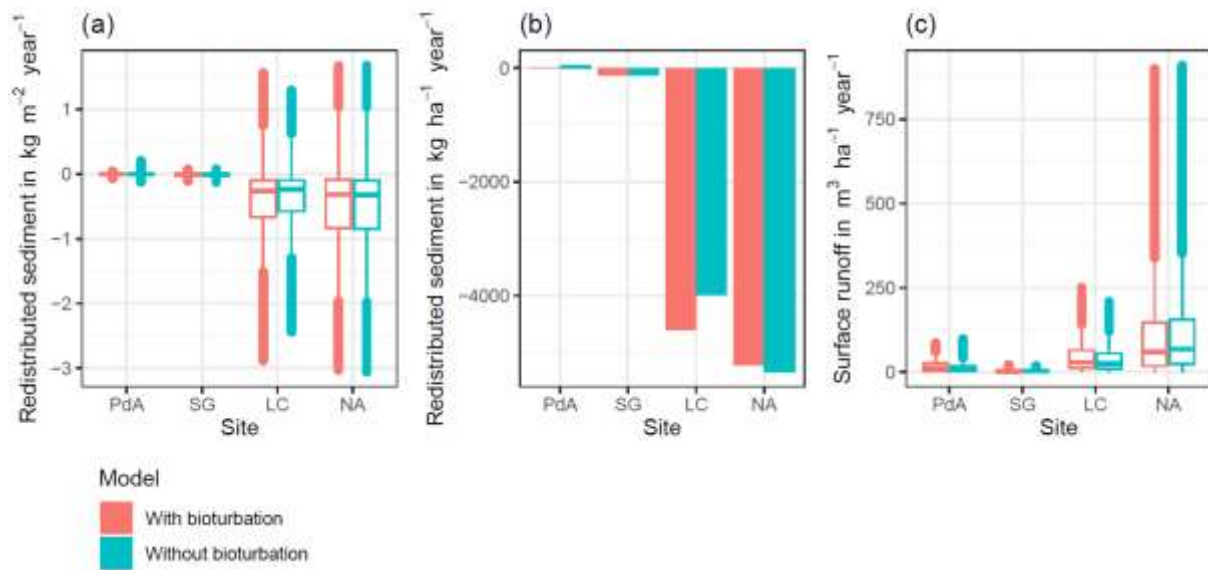 (a)
Redistributed sediment in kg m⁻² year⁻¹
1
0
−1
−2
−3
PdA SG LC NA
Site
(b)
Redistributed sediment in kg ha⁻¹ year⁻¹
0
−2000
−4000
PdA SG LC NA
Site
(c)
Surface runoff in m³ ha⁻¹ year⁻¹
750
500
250
0
PdA SG LC NA
Site
Model
With bioturbation
Without bioturbation